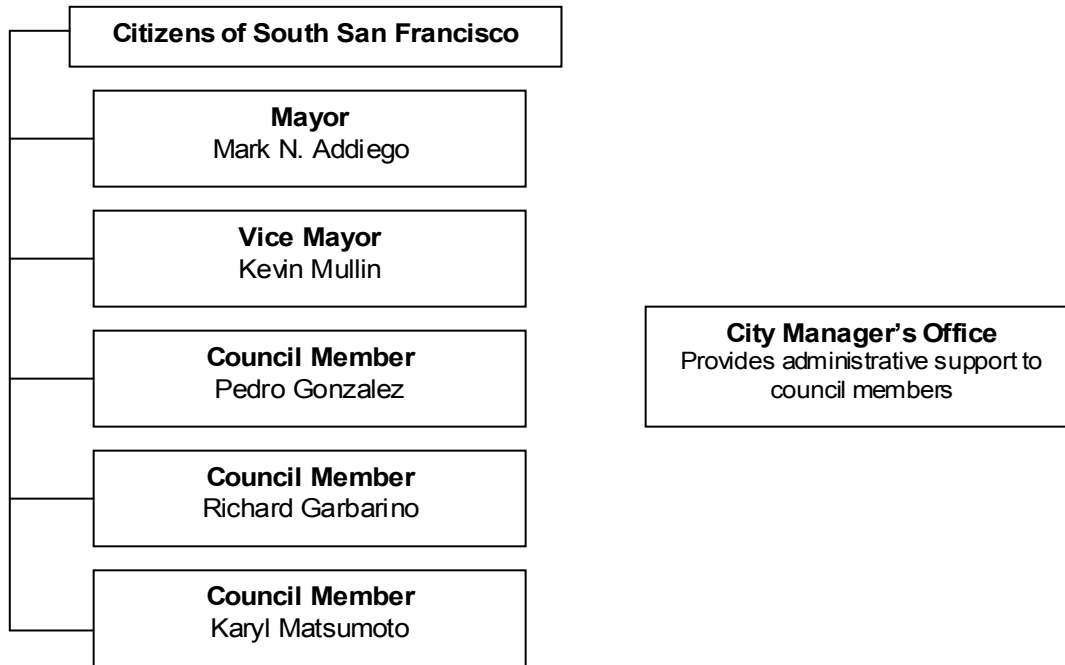 Citizens of South San Francisco
Mayor
Mark N. Addiego
Vice Mayor
Kevin Mullin
Council Member
Pedro Gonzalez
City Manager’s Office
Provides administrative support to
council members
Council Member
Richard Garbarino
Council Member
Karyl Matsumoto